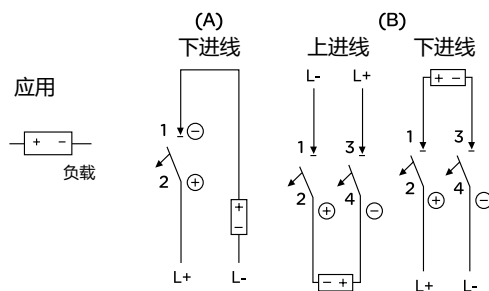 (A) (B)
下进线 上进线 下进线
L- L+ + -
应用
1 - 1 3 1 3
+ -
负载
2 + + -
2 + 4 - 2 + 4 -
L+ L- - + L+ L-